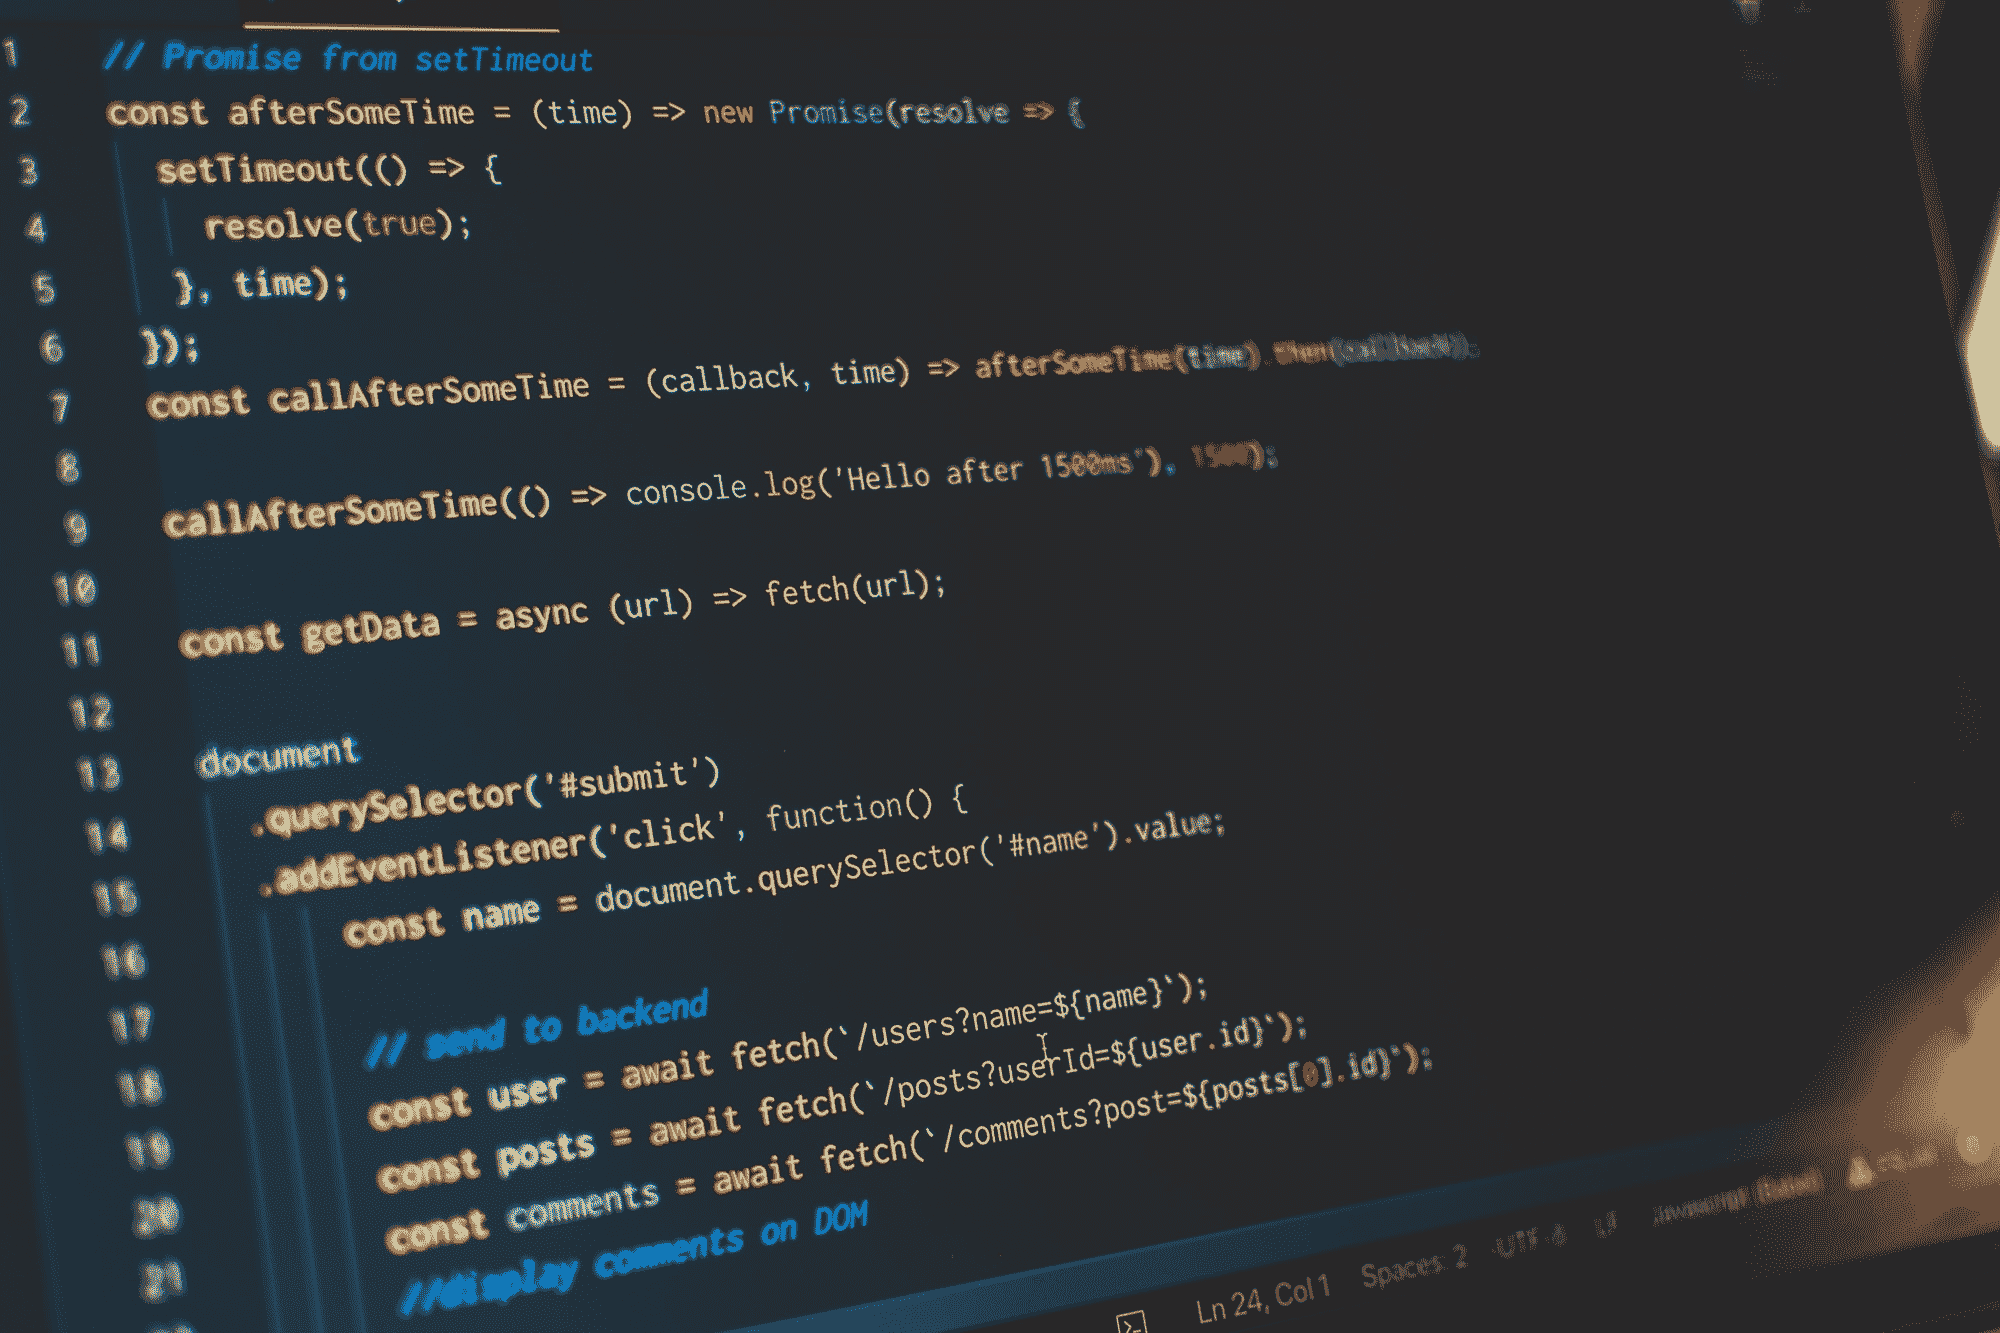 1 // Promise from setTimeout
2 const afterSomeTime = (time) => new Promise(resolve => {
3 setTimeout(() => {
4 resolve(true);
5 }, time);
6 });
7 const callAfterSomeTime = (callback, time) => afterSomeTime(time).then(callback);
8
9 callAfterSomeTime(() => console.log('Hello after 1500ms'), 1500);
10
11 const getData = async (url) => fetch(url);
12
13 document
14 .querySelector('#submit')
15 .addEventListener('click', function() {
16 const name = document.querySelector('#name').value;
17
18 // send to backend
19 const user = await fetch(`/users?name=${name}`);
20 const posts = await fetch(`/posts?userId=${user.id}`);
21 const comments = await fetch(`/comments?post=${posts[0].id}`);
//display comments on DOM
Ln 24, Col 1 Spaces: 2 UTF-8 LF